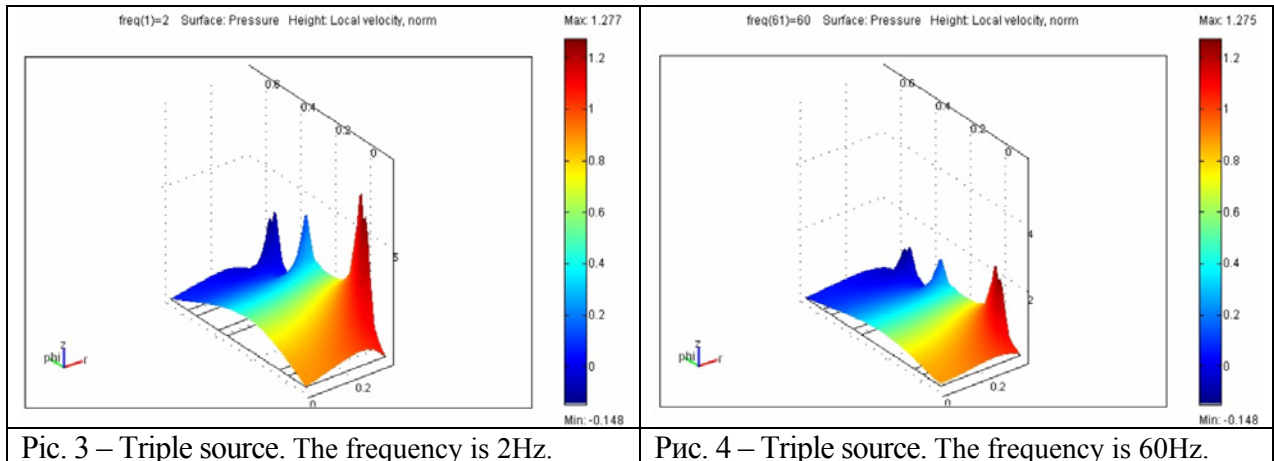 freq(1)=2 Surface: Pressure Height: Local velocity, norm
Max: 1.277
1.2
1
0.8
0.6
0.4
0.2
0
Min: -0.148
0.6
0.4
0.2
0
5
0.2
0
z
phi
r
Pic. 3 – Triple source. The frequency is 2Hz.
freq(61)=60 Surface: Pressure Height: Local velocity, norm
Max: 1.275
1.2
1
0.8
0.6
0.4
0.2
0
Min: -0.148
0.6
0.4
0.2
0
4
2
0.2
0
z
phi
r
Рис. 4 – Triple source. The frequency is 60Hz.